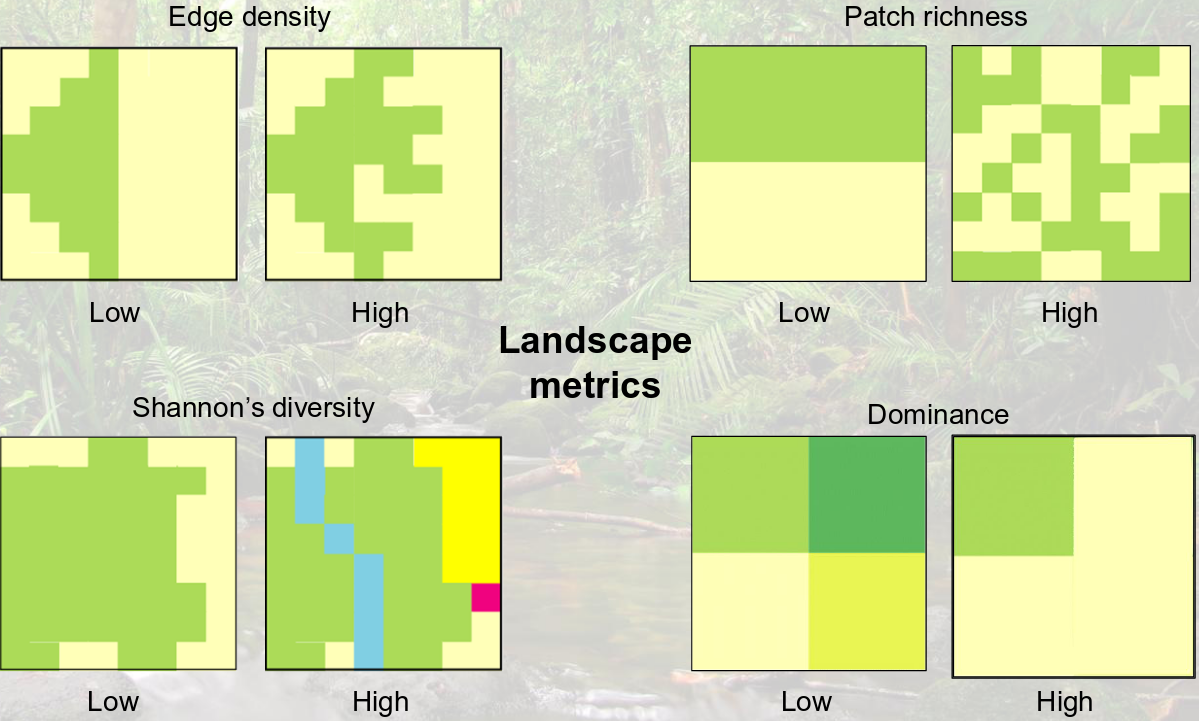 Edge density
Patch richness
Low
High
Low
High
Landscape
metrics
Shannon’s diversity
Dominance
Low
High
Low
High